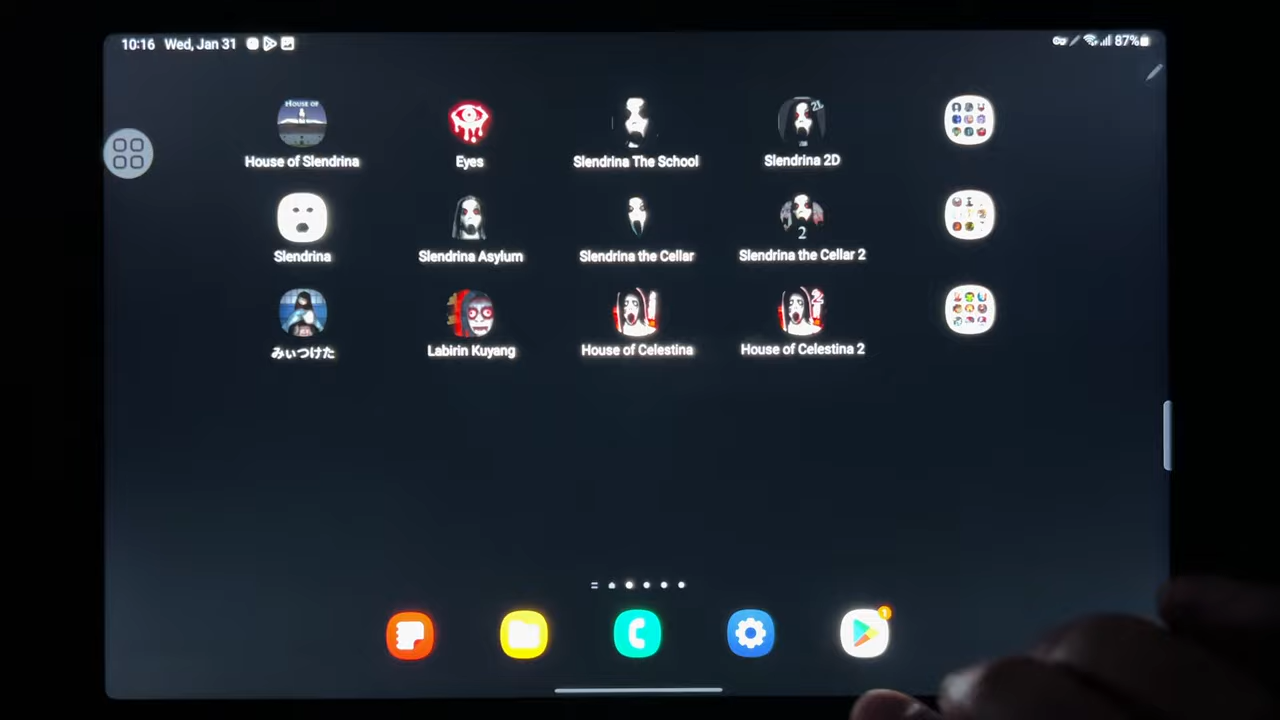 10:16 Wed, Jan 31
87%
House of Slendrina
Eyes
Slendrina The School
Slendrina 2D
Slendrina
Slendrina Asylum
Slendrina the Cellar
Slendrina the Cellar 2
みぃつけた
Labirin Kuyang
House of Celestina
House of Celestina 2
1